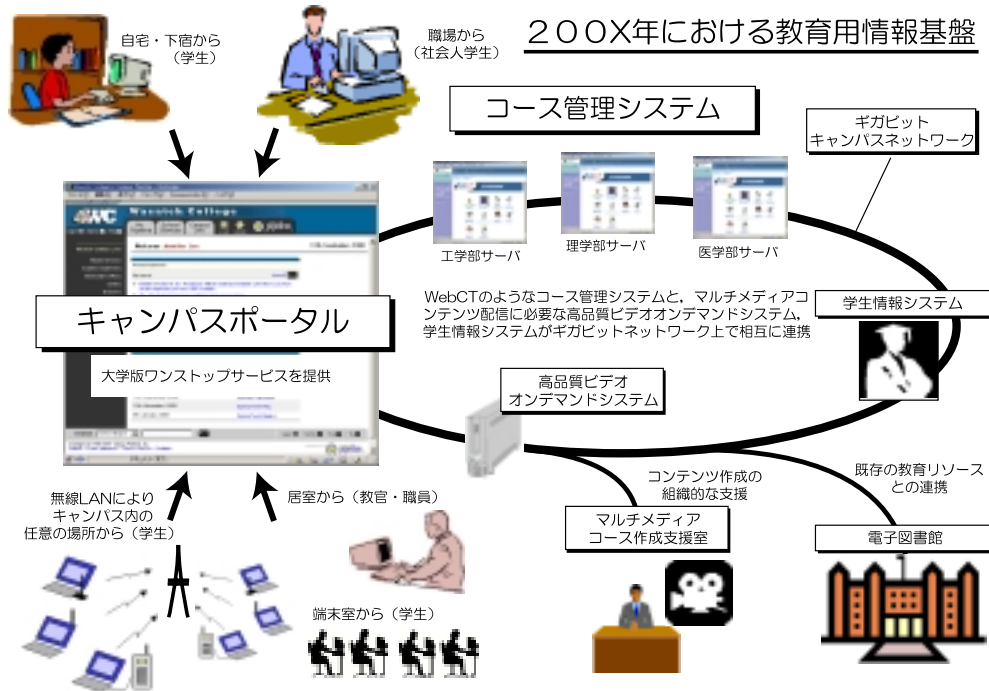 200X年における教育用情報基盤
自宅・下宿から
（学生）
職場から
（社会人学生）
コース管理システム
ギガビット
キャンパスネットワーク
工学部サーバ
理学部サーバ
医学部サーバ
WebCTのようなコース管理システムと，マルチメディアコ
ンテンツ配信に必要な高品質ビデオオンデマンドシステム，
学生情報システムがギガビットネットワーク上で相互に連携
学生情報システム
キャンパスポータル
大学版ワンストップサービスを提供
高品質ビデオ
オンデマンドシステム
コンテンツ作成の
組織的な支援
既存の教育リソース
との連携
マルチメディア
コース作成支援室
電子図書館
無線LANにより
キャンパス内の
任意の場所から（学生）
居室から（教官・職員）
端末室から（学生）